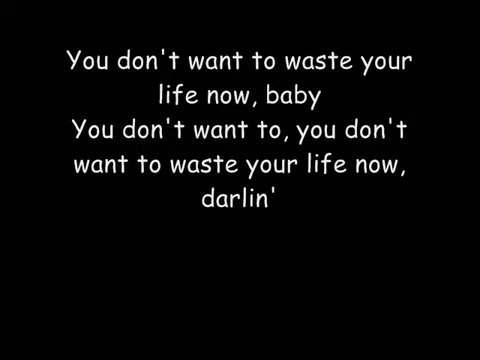 You don't want to waste your
life now, baby
You don't want to, you don't
want to waste your life now,
darlin'